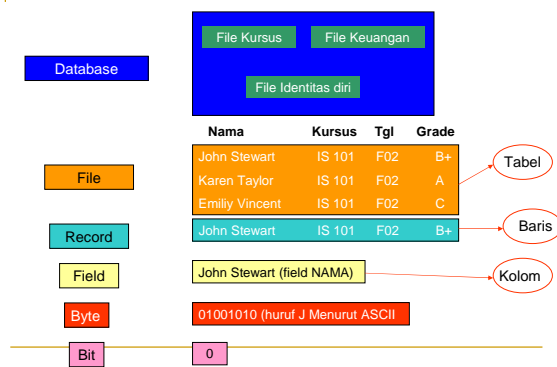 File Kursus File Keuangan
Database
File Identitas diri
Nama Kursus Tgl Grade
John Stewart IS 101 F02 B+
Tabel
Karen Taylor IS 101 F02 A
File
Emiliy Vincent IS 101 F02 C
John Stewart IS 101 F02 B+
Baris
Record
Field
John Stewart (field NAMA)
Kolom
Byte
01001010 (huruf J Menurut ASCII
Bit
0